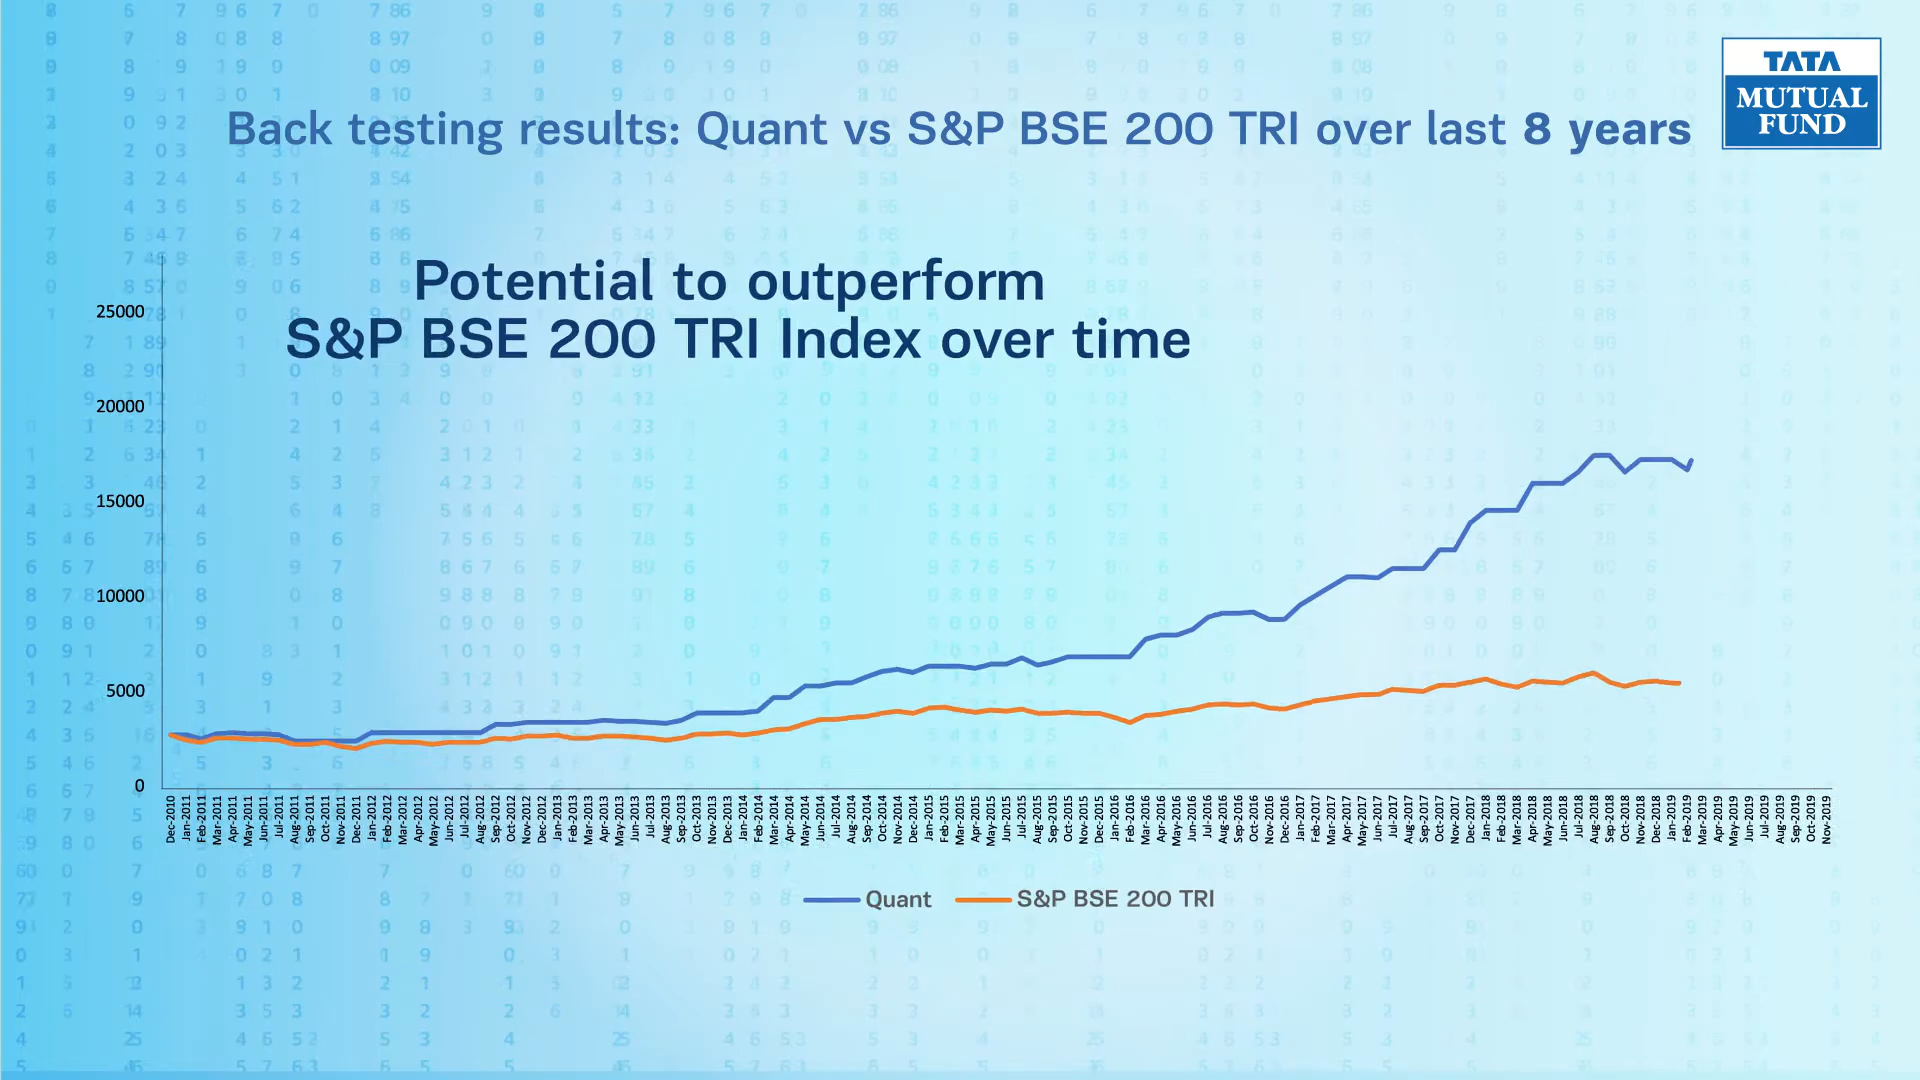 TATA
MUTUAL
FUND
Back testing results: Quant vs S&P BSE 200 TRI over last 8 years
Potential to outperform
S&P BSE 200 TRI Index over time
25000
20000
15000
10000
5000
0
Dec-2010
Jan-2011
Feb-2011
Mar-2011
Apr-2011
May-2011
Jun-2011
Jul-2011
Aug-2011
Sep-2011
Oct-2011
Nov-2011
Dec-2011
Jan-2012
Feb-2012
Mar-2012
Apr-2012
May-2012
Jun-2012
Jul-2012
Aug-2012
Sep-2012
Oct-2012
Nov-2012
Dec-2012
Jan-2013
Feb-2013
Mar-2013
Apr-2013
May-2013
Jun-2013
Jul-2013
Aug-2013
Sep-2013
Oct-2013
Nov-2013
Dec-2013
Jan-2014
Feb-2014
Mar-2014
Apr-2014
May-2014
Jun-2014
Jul-2014
Aug-2014
Sep-2014
Oct-2014
Nov-2014
Dec-2014
Jan-2015
Feb-2015
Mar-2015
Apr-2015
May-2015
Jun-2015
Jul-2015
Aug-2015
Sep-2015
Oct-2015
Nov-2015
Dec-2015
Jan-2016
Feb-2016
Mar-2016
Apr-2016
May-2016
Jun-2016
Jul-2016
Aug-2016
Sep-2016
Oct-2016
Nov-2016
Dec-2016
Jan-2017
Feb-2017
Mar-2017
Apr-2017
May-2017
Jun-2017
Jul-2017
Aug-2017
Sep-2017
Oct-2017
Nov-2017
Dec-2017
Jan-2018
Feb-2018
Mar-2018
Apr-2018
May-2018
Jun-2018
Jul-2018
Aug-2018
Sep-2018
Oct-2018
Nov-2018
Dec-2018
Jan-2019
Feb-2019
Mar-2019
Apr-2019
May-2019
Jun-2019
Jul-2019
Aug-2019
Sep-2019
Oct-2019
Nov-2019
Quant
S&P BSE 200 TRI